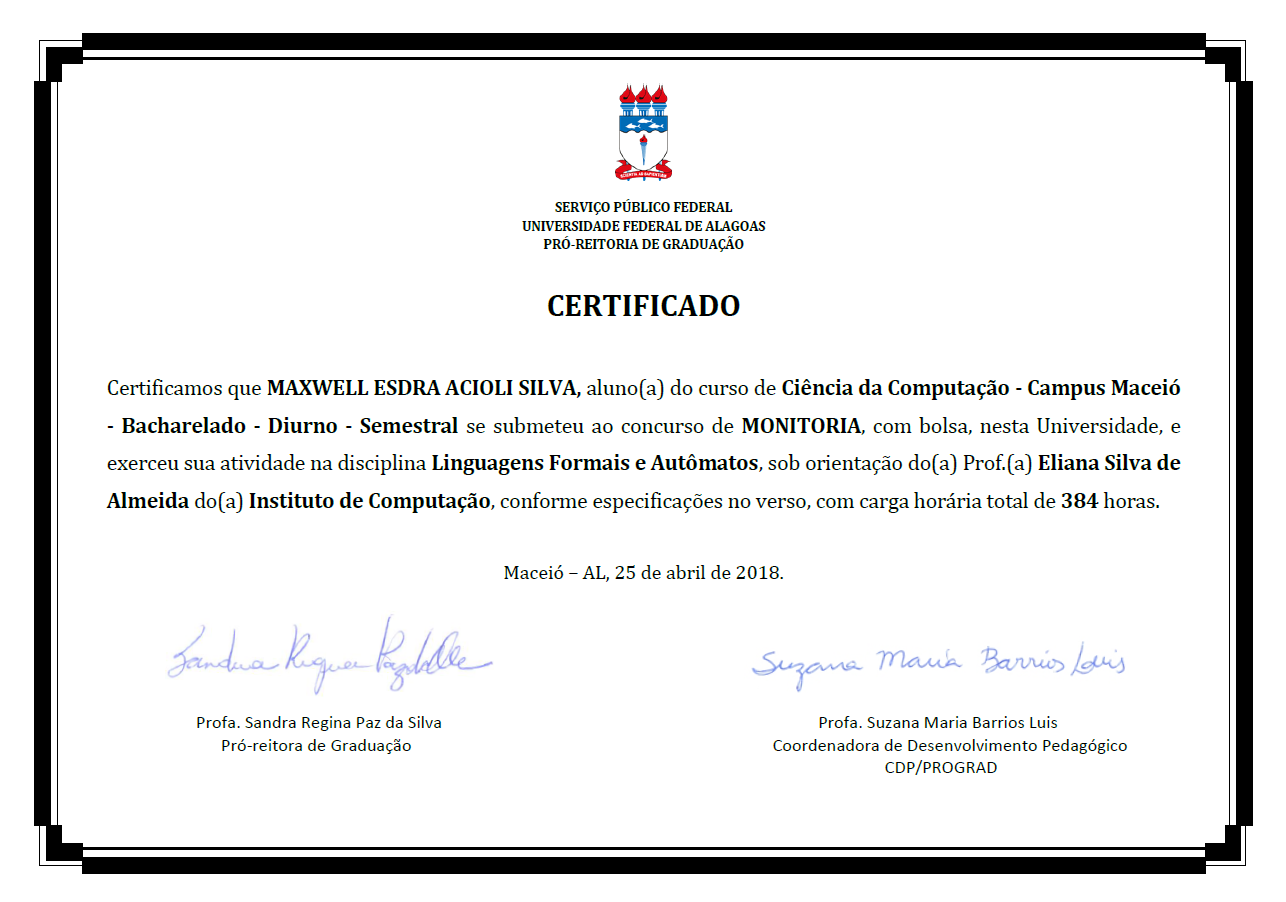 SCIENTIA AD SAPIENTIAM
SERVIÇO PÚBLICO FEDERAL
UNIVERSIDADE FEDERAL DE ALAGOAS
PRÓ-REITORIA DE GRADUAÇÃO
CERTIFICADO
Certificamos que MAXWELL ESDRA ACIOLI SILVA, aluno(a) do curso de Ciência da Computação - Campus Maceió
- Bacharelado - Diurno - Semestral se submeteu ao concurso de MONITORIA, com bolsa, nesta Universidade, e
exerceu sua atividade na disciplina Linguagens Formais e Autômatos, sob orientação do(a) Prof.(a) Eliana Silva de
Almeida do(a) Instituto de Computação, conforme especificações no verso, com carga horária total de 384 horas.
Maceió – AL, 25 de abril de 2018.
Suzana Maria Barrios Luis
Profa. Sandra Regina Paz da Silva
Pró-reitora de Graduação
Profa. Suzana Maria Barrios Luis
Coordenadora de Desenvolvimento Pedagógico
CDP/PROGRAD